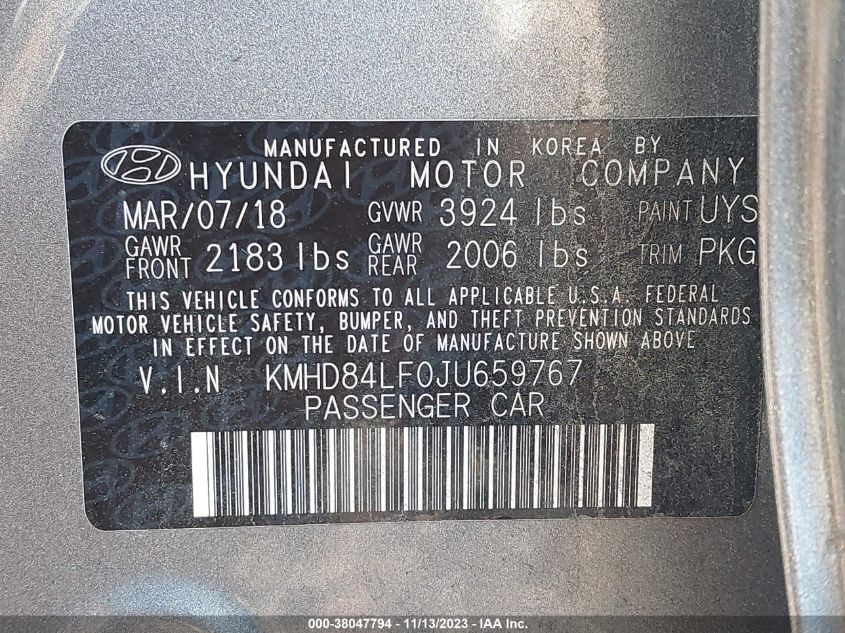 MANUFACTURED IN KOREA BY
HYUNDAI MOTOR COMPANY
MAR/07/18 GVWR 3924 lbs PAINT UYS
GAWR FRONT 2183 lbs GAWR REAR 2006 lbs TRIM PKG
THIS VEHICLE CONFORMS TO ALL APPLICABLE U.S.A. FEDERAL
MOTOR VEHICLE SAFETY, BUMPER, AND THEFT PREVENTION STANDARDS
IN EFFECT ON THE DATE OF MANUFACTURE SHOWN ABOVE
V.I.N KMHD84LF0JU659767
PASSENGER CAR
000-38047794 - 11/13/2023 - IAA Inc.